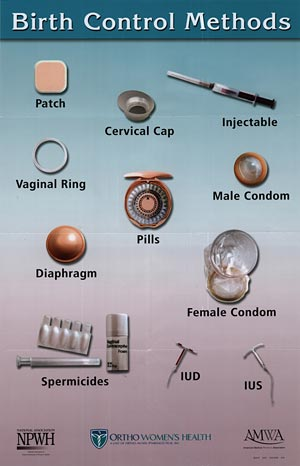 Birth Control Methods
Patch
Cervical Cap
Injectable
Vaginal Ring
Male Condom
Pills
Diaphragm
Female Condom
Spermicides
IUD
IUS
NPWH
ORTHO WOMEN'S HEALTH
AMWA